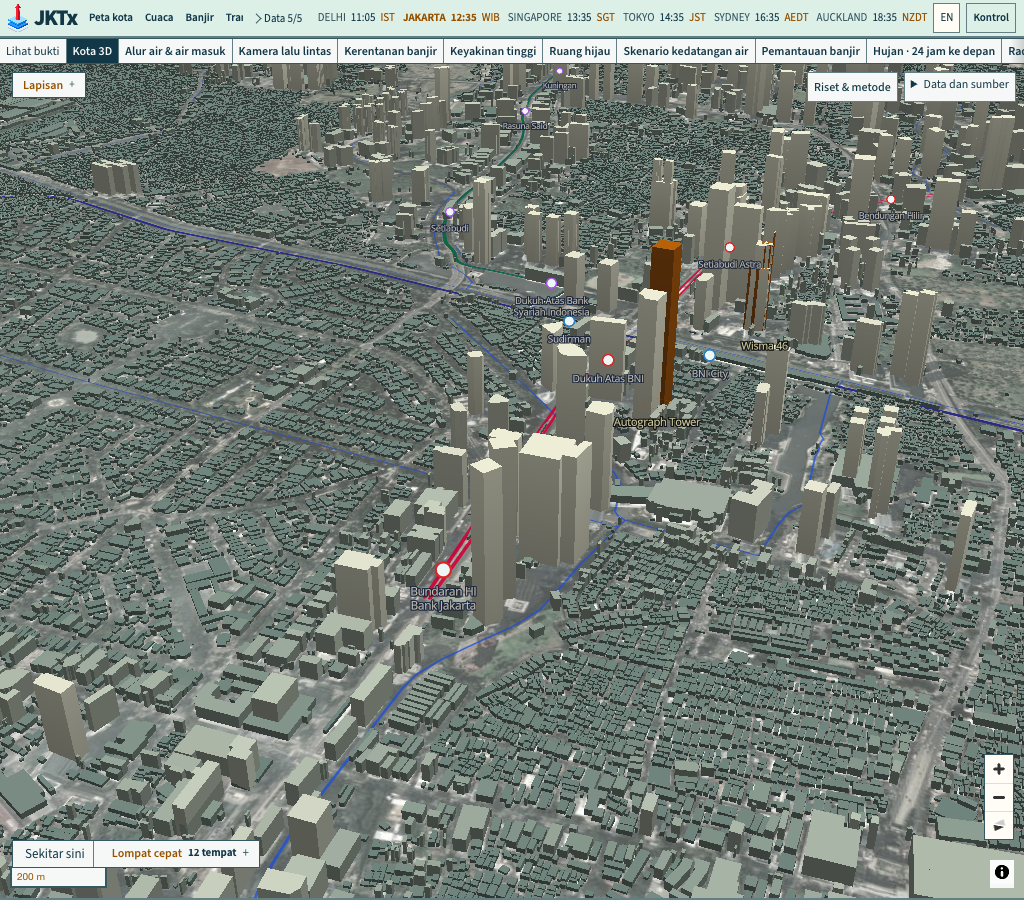 JKTx
Peta kota
Cuaca
Banjir
Data 5/5
DELHI 11:05 IST
JAKARTA 12:35 WIB
SINGAPORE 13:35 SGT
TOKYO 14:35 JST
SYDNEY 16:35 AEDT
AUCKLAND 18:35 NZDT
EN
Kontrol
Lihat bukti
Kota 3D
Alur air & air masuk
Kamera lalu lintas
Kerentanan banjir
Keyakinan tinggi
Ruang hijau
Skenario kedatangan air
Pemantauan banjir
Hujan · 24 jam ke depan
Lapisan +
Riset & metode
Data dan sumber
Kuningan
Rasuna Said
Setiabudi
Bendungan Hilir
Setiabudi Astra
Dukuh Atas Bank
Syariah Indonesia
Sudirman
Wisma 46
BNI City
Dukuh Atas BNI
Autograph Tower
Bundaran HI
Bank Jakarta
+
−
Sekitar sini
Lompat cepat 12 tempat +
200 m